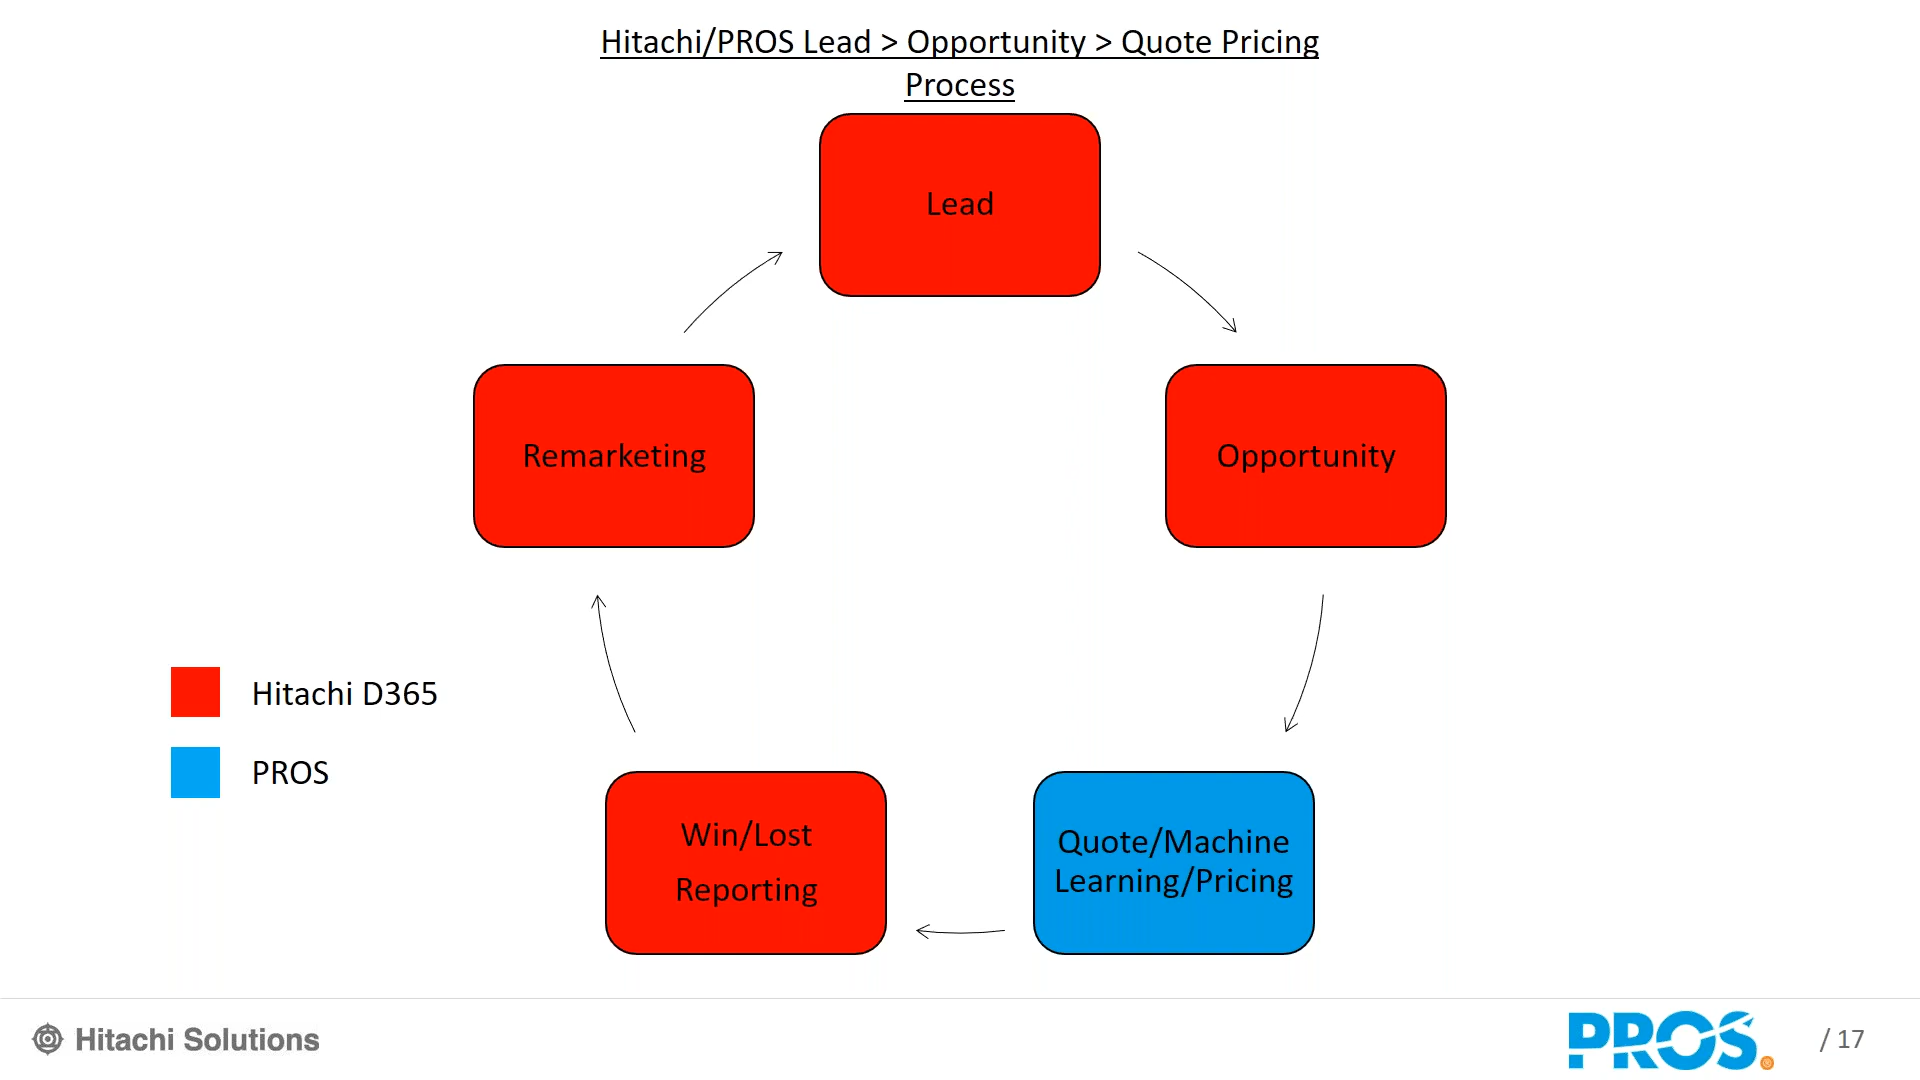 Hitachi/PROS Lead > Opportunity > Quote Pricing
Process
Lead
Remarketing
Opportunity
Hitachi D365
PROS
Win/Lost
Reporting
Quote/Machine
Learning/Pricing
Hitachi Solutions
PROS
/ 17